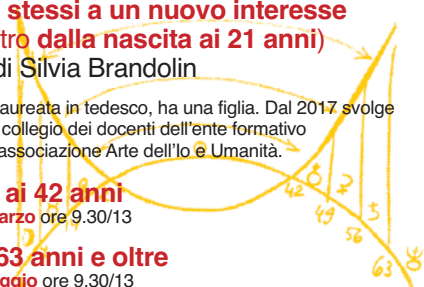 stessi a un nuovo interesse
tro dalla nascita ai 21 anni)
di Silvia Brandolin
aureata in tedesco, ha una figlia. Dal 2017 svolge
collegio dei docenti dell'ente formativo
associazione Arte dell'Io e Umanità.
ai 42 anni
arzo ore 9.30/13
42
49
63 anni e oltre
56
ggio ore 9.30/13
63